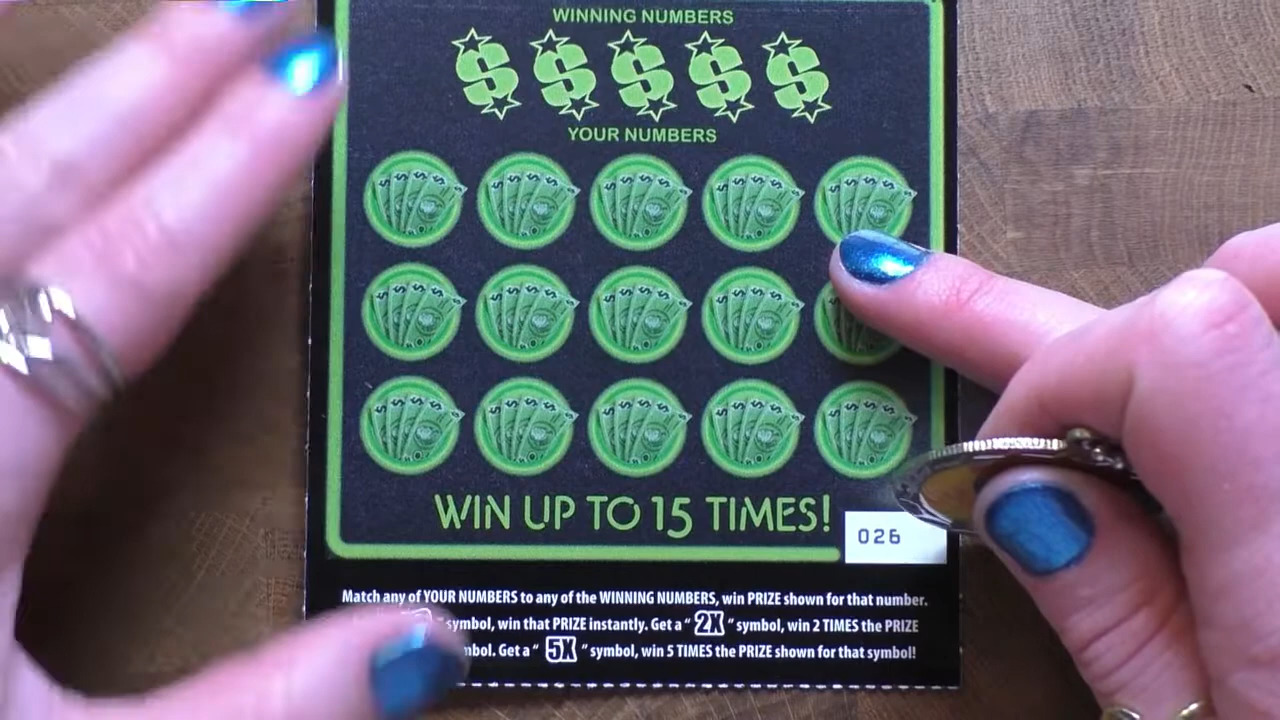 WINNING NUMBERS
$ $ $ $ $
YOUR NUMBERS
WIN UP TO 15 TIMES!
026
Match any of YOUR NUMBERS to any of the WINNING NUMBERS, win PRIZE shown for that number.
" symbol, win that PRIZE instantly. Get a " 2X " symbol, win 2 TIMES the PRIZE
Get a " 5X " symbol, win 5 TIMES the PRIZE shown for that symbol!